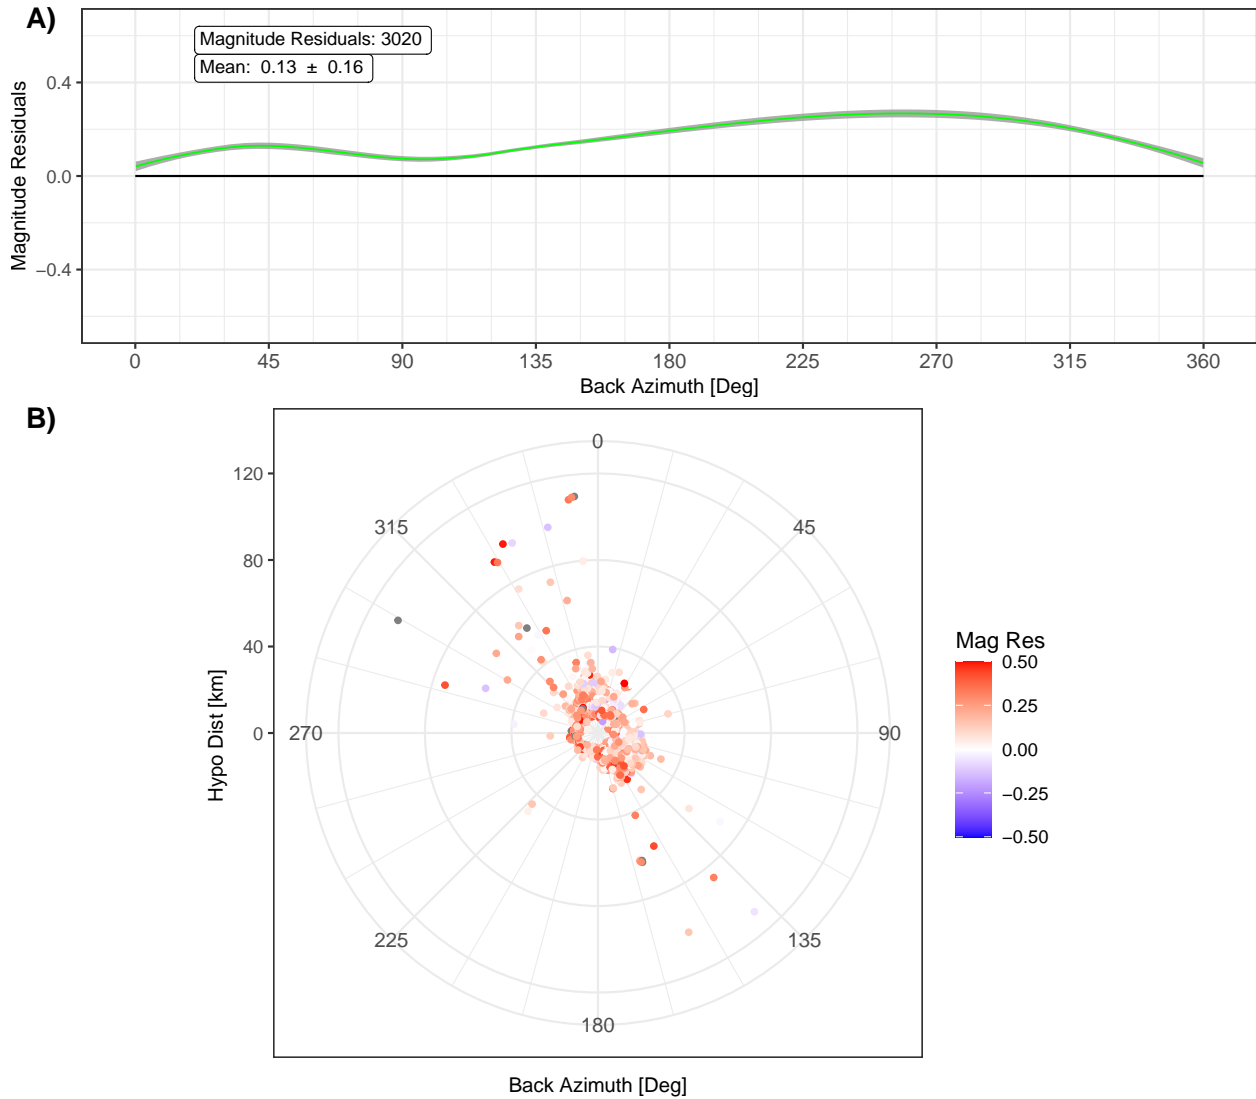 A)
Magnitude Residuals: 3020
Mean:  0.13  ±  0.16
Magnitude Residuals
0.4
0.0
−0.4
0 45 90 135 180 225 270 315 360
Back Azimuth [Deg]
B)
Hypo Dist [km]
120
80
40
0
0
45
90
135
180
225
270
315
Back Azimuth [Deg]
Mag Res
0.50
0.25
0.00
−0.25
−0.50